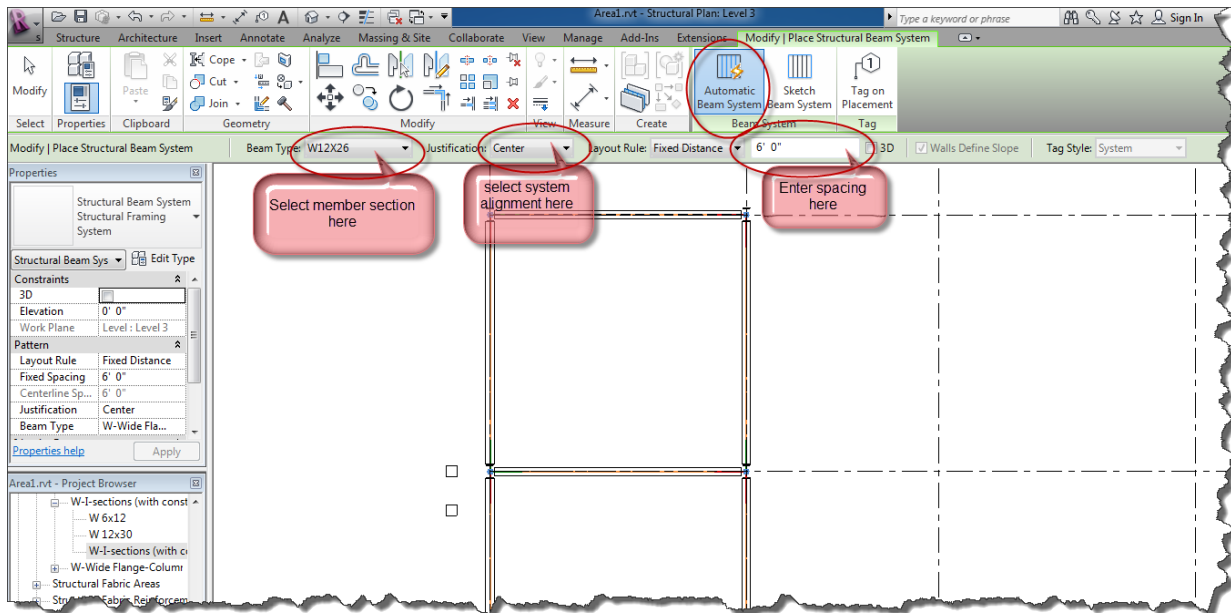 Area1.rvt - Structural Plan: Level 3
Type a keyword or phrase
Sign In
Structure Architecture Insert Annotate Analyze Massing & Site Collaborate View Manage Add-Ins Extensions Modify | Place Structural Beam System
Modify
Paste
Cope
Cut
Join
Automatic Beam System
Sketch Beam System
Tag on Placement
Select Properties Clipboard Geometry Modify View Measure Create Beam System Tag
Modify | Place Structural Beam System Beam Type: W12X26 Justification: Center Layout Rule: Fixed Distance 6' 0" 3D Walls Define Slope Tag Style: System
Select member section here
select system alignment here
Enter spacing here
Properties
Structural Beam System
Structural Framing
System
Structural Beam Sys Edit Type
Constraints
3D
Elevation 0' 0"
Work Plane Level : Level 3
Pattern
Layout Rule Fixed Distance
Fixed Spacing 6' 0"
Centerline Sp... 6' 0"
Justification Center
Beam Type W-Wide Fla...
Properties help Apply
Area1.rvt - Project Browser
W-I-sections (with const
W 6x12
W 12x30
W-I-sections (with co
W-Wide Flange-Column
Structural Fabric Areas
Structural Fabric Reinforcem